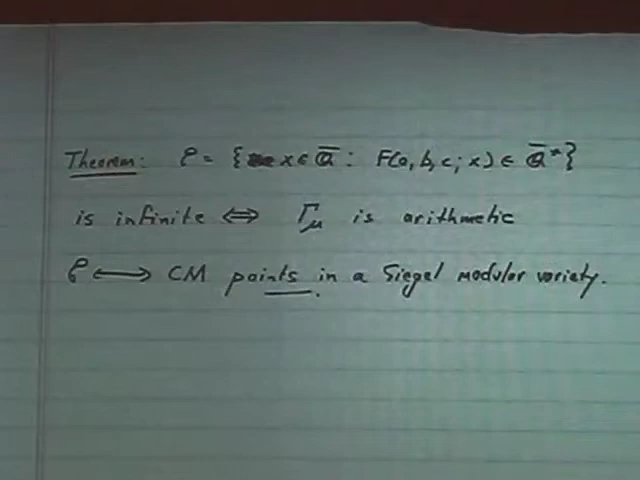 Theorem: ℰ = { x ∈ ℚ̄ : F(a, b, c; x) ∈ ℚ̄* }
is infinite ⟺ Γμ is arithmetic
ℰ ⟷ CM points in a Siegel modular variety.